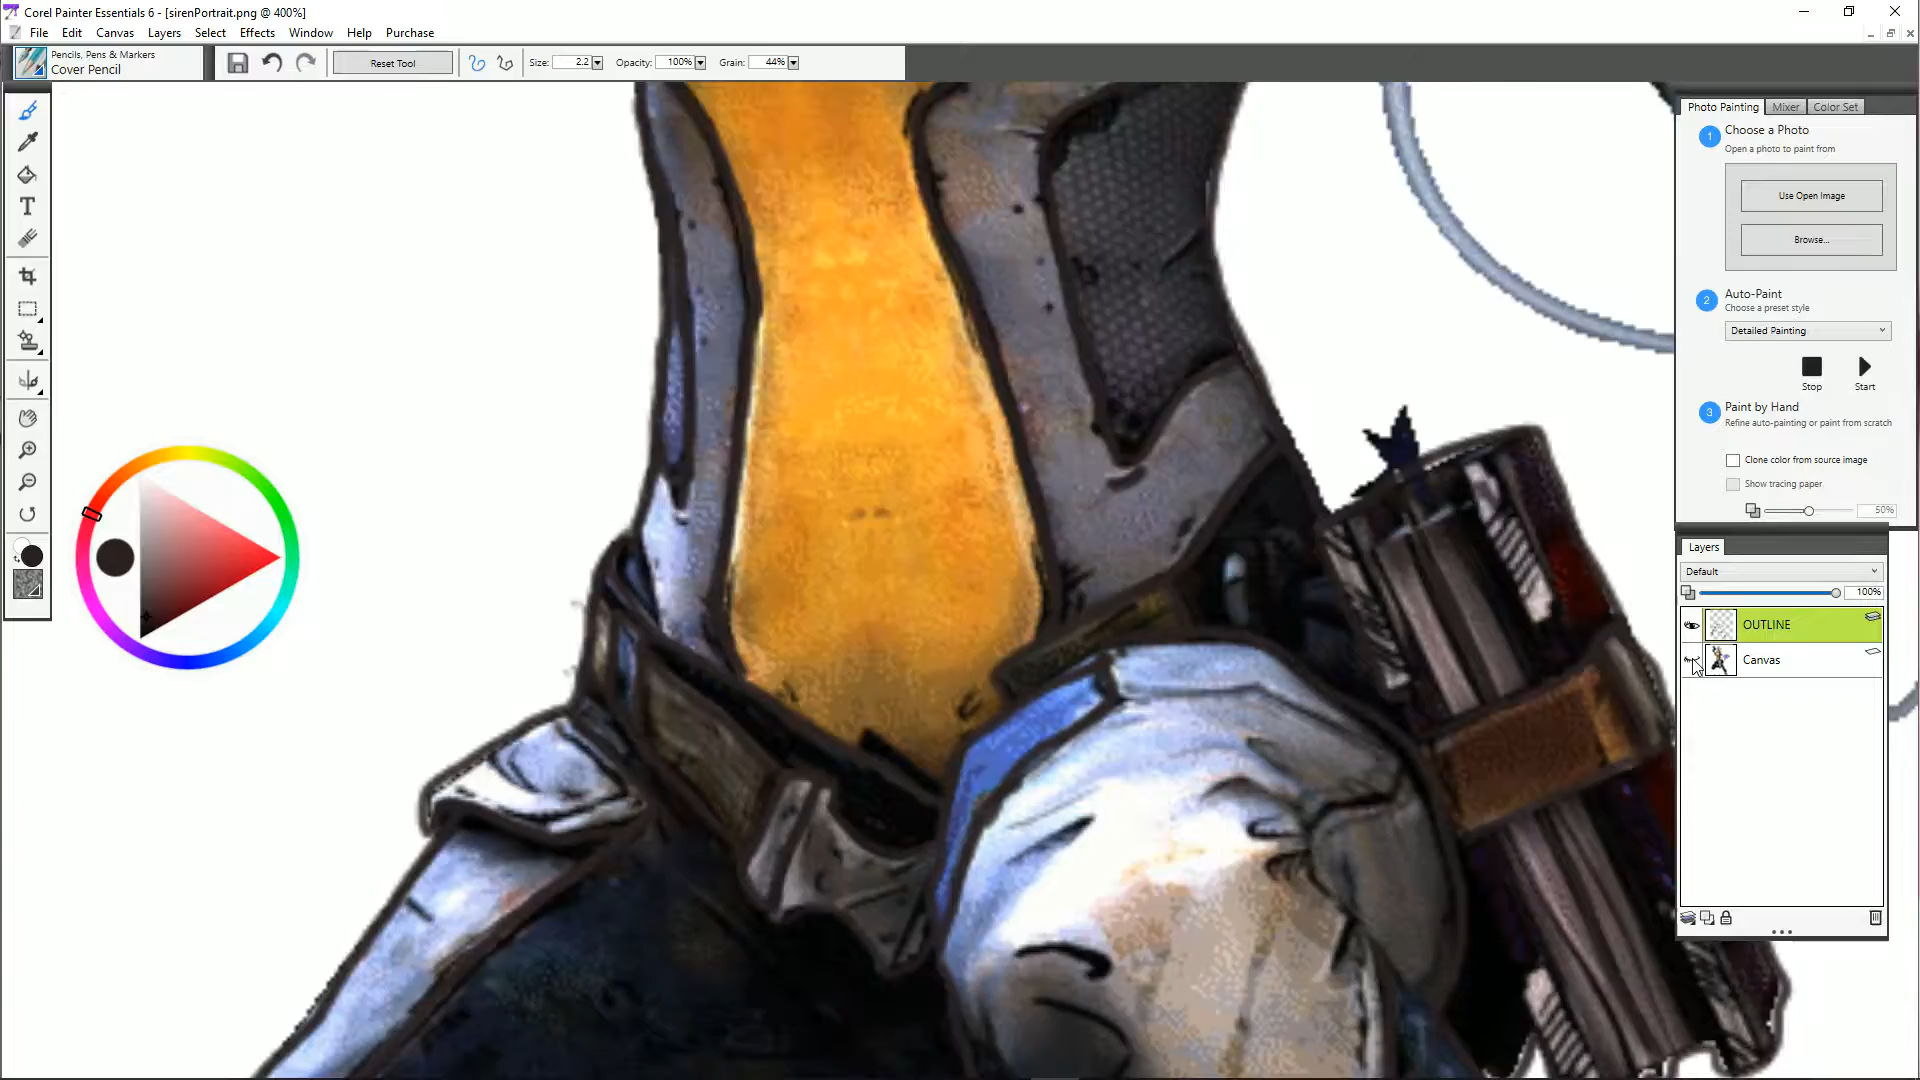 Corel Painter Essentials 6 - [sirenPortrait.png @ 400%]
File Edit Canvas Layers Select Effects Window Help Purchase
Pencils, Pens & Markers
Cover Pencil
Reset Tool
Size: 2.2
Opacity: 100%
Grain: 44%
Photo Painting Mixer Color Set
1 Choose a Photo
Open a photo to paint from
Use Open Image
Browse...
2 Auto-Paint
Choose a preset style
Detailed Painting
Stop Start
3 Paint by Hand
Refine auto-painting or paint from scratch
Clone color from source image
Show tracing paper
50%
Layers
Default
100%
OUTLINE
Canvas